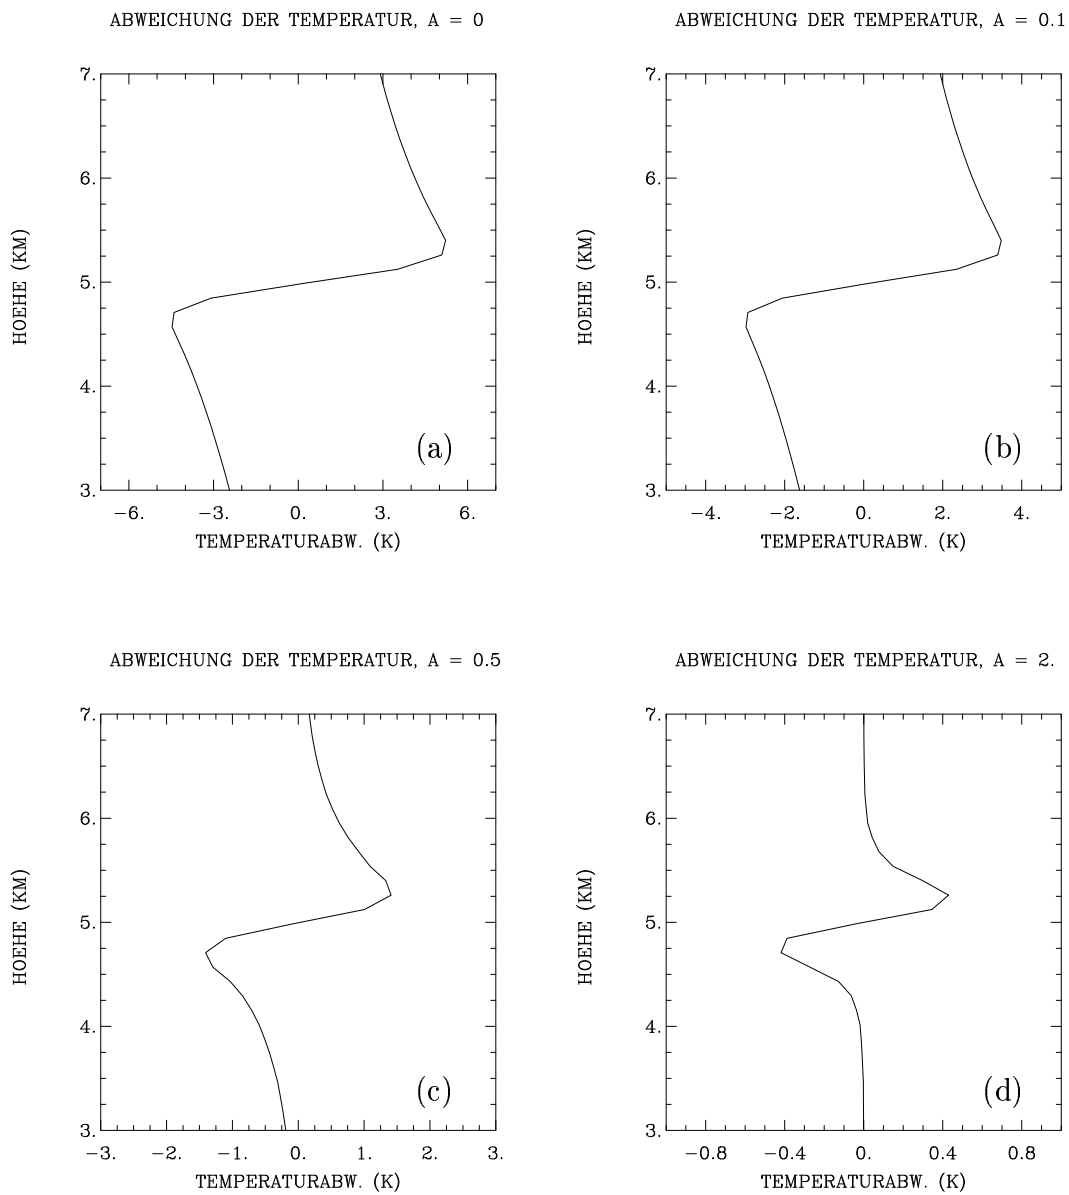 ABWEICHUNG DER TEMPERATUR, A = 0
7.
6.
5.
4.
3.
HOEHE (KM)
(a)
−6. −3. 0. 3. 6.
TEMPERATURABW. (K)
ABWEICHUNG DER TEMPERATUR, A = 0.1
7.
6.
5.
4.
3.
HOEHE (KM)
(b)
−4. −2. 0. 2. 4.
TEMPERATURABW. (K)
ABWEICHUNG DER TEMPERATUR, A = 0.5
7.
6.
5.
4.
3.
HOEHE (KM)
(c)
−3. −2. −1. 0. 1. 2. 3.
TEMPERATURABW. (K)
ABWEICHUNG DER TEMPERATUR, A = 2.
7.
6.
5.
4.
3.
HOEHE (KM)
(d)
−0.8 −0.4 0. 0.4 0.8
TEMPERATURABW. (K)